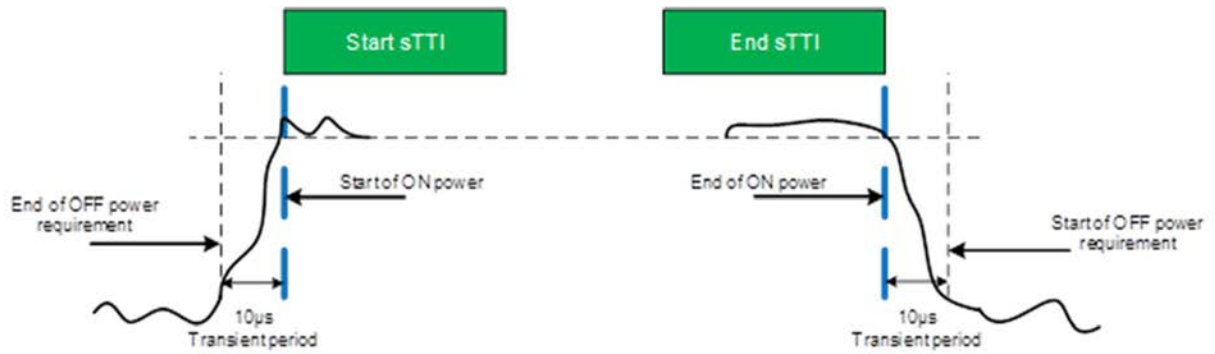 Start sTTI
End sTTI
Start of ON power
End of ON power
End of OFF power
requirement
Start of OFF power
requirement
10µs
Transient period
10µs
Transient period